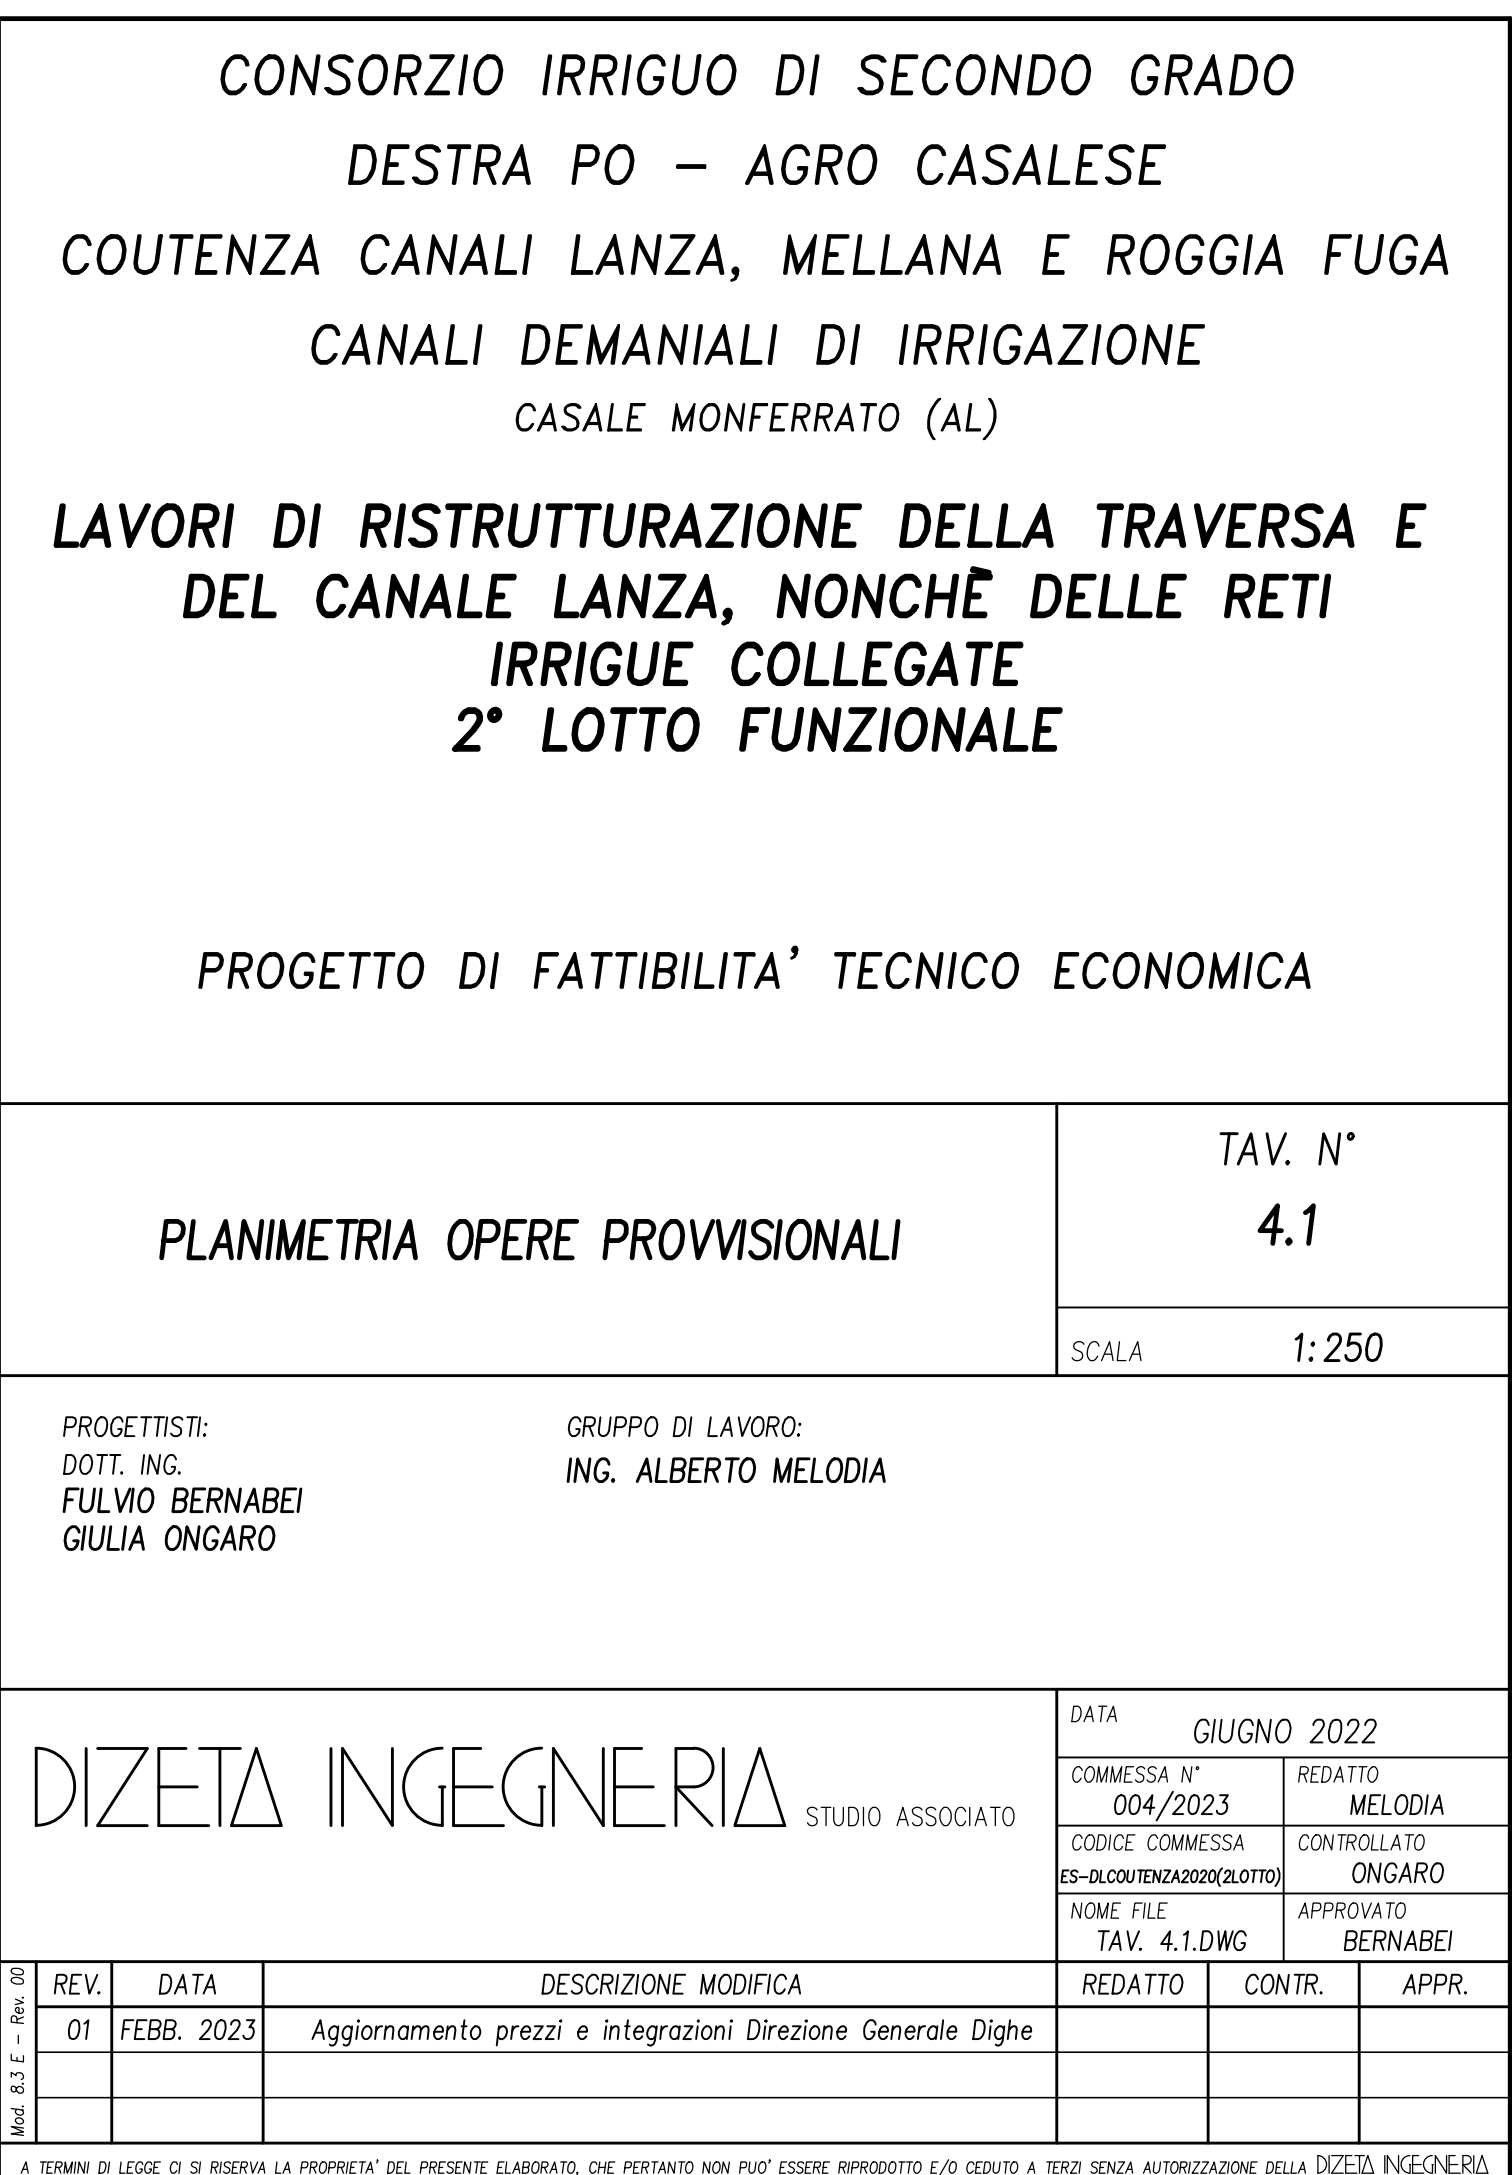 CONSORZIO IRRIGUO DI SECONDO GRADO
DESTRA PO – AGRO CASALESE
COUTENZA CANALI LANZA, MELLANA E ROGGIA FUGA
CANALI DEMANIALI DI IRRIGAZIONE
CASALE MONFERRATO (AL)
LAVORI DI RISTRUTTURAZIONE DELLA TRAVERSA E
DEL CANALE LANZA, NONCHÈ DELLE RETI
IRRIGUE COLLEGATE
2° LOTTO FUNZIONALE
PROGETTO DI FATTIBILITA' TECNICO ECONOMICA
PLANIMETRIA OPERE PROVVISIONALI
TAV. N°
4.1
SCALA 1:250
PROGETTISTI:
DOTT. ING.
FULVIO BERNABEI
GIULIA ONGARO
GRUPPO DI LAVORO:
ING. ALBERTO MELODIA
DIZETA INGEGNERIA STUDIO ASSOCIATO
DATA GIUGNO 2022
COMMESSA N° REDATTO
004/2023 MELODIA
CODICE COMMESSA CONTROLLATO
ES-DLCOUTENZA2020(2LOTTO) ONGARO
NOME FILE APPROVATO
TAV. 4.1.DWG BERNABEI
Mod. 8.3 E – Rev. 00
REV. DATA DESCRIZIONE MODIFICA REDATTO CONTR. APPR.
01 FEBB. 2023 Aggiornamento prezzi e integrazioni Direzione Generale Dighe
A TERMINI DI LEGGE CI SI RISERVA LA PROPRIETA' DEL PRESENTE ELABORATO, CHE PERTANTO NON PUO' ESSERE RIPRODOTTO E/O CEDUTO A TERZI SENZA AUTORIZZAZIONE DELLA DIZETA INGEGNERIA